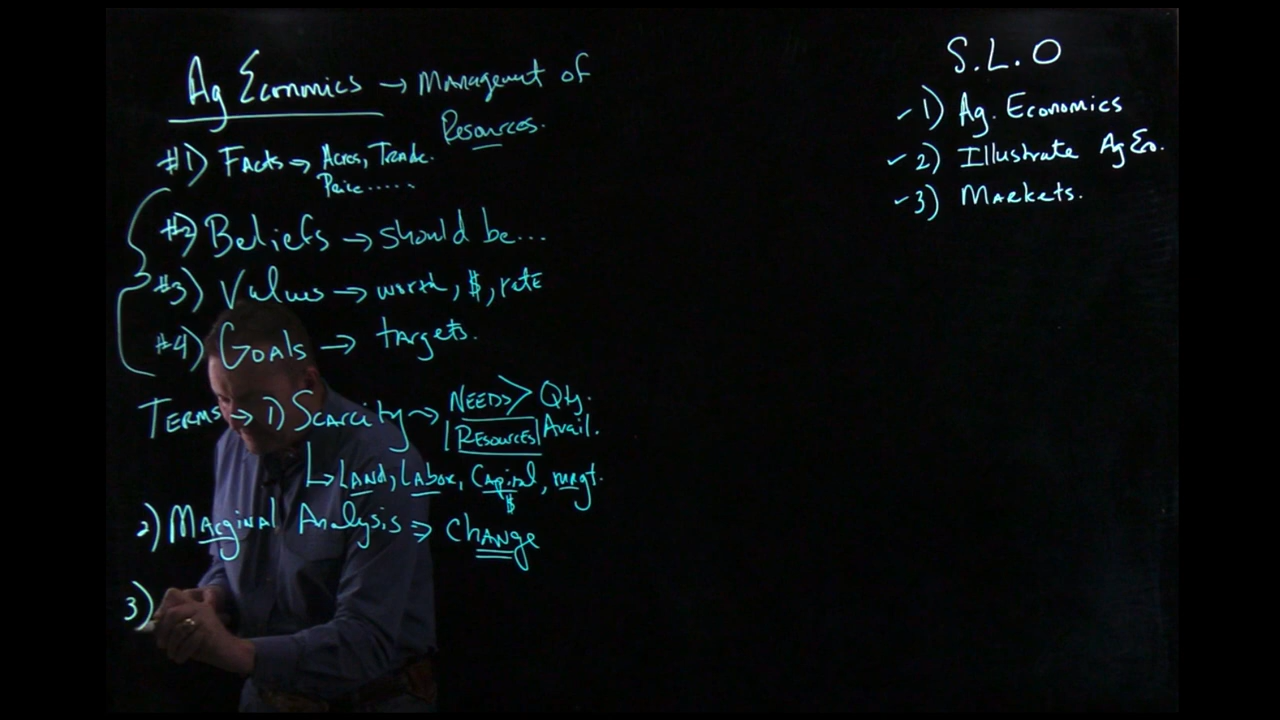 Ag Economics → Management of
Resources.
#1) Facts → Acres, Trade.
Price......
#2) Beliefs → should be...
#3) Values → worth, $, rate
#4) Goals → targets.
Terms → 1) Scarcity → Needs > Qty.
Resources Avail.
↳ Land, Labor, Capital, mngt.
$
2) Marginal Analysis ⇒ Change
3)
S.L.O
✓1) Ag. Economics
✓2) Illustrate Ag Eco.
✓3) Markets.